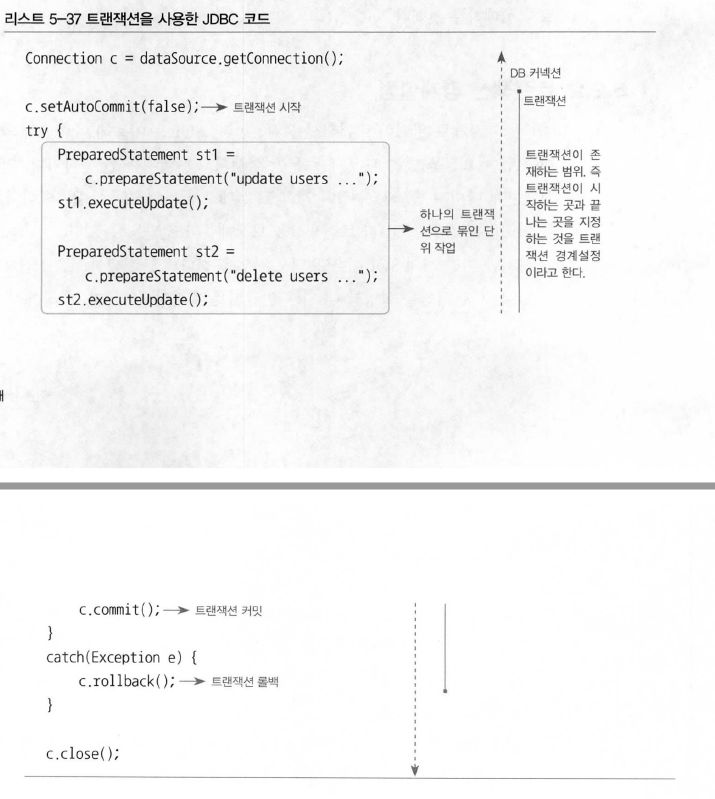 리스트 5-37 트랜잭션을 사용한 JDBC 코드
Connection c = dataSource.getConnection();
DB 커넥션
c.setAutoCommit(false); 트랜잭션 시작
트랜잭션
try {
PreparedStatement st1 =
c.prepareStatement("update users ...");
st1.executeUpdate();
PreparedStatement st2 =
c.prepareStatement("delete users ...");
st2.executeUpdate();
하나의 트랜잭
션으로 묶인 단
위 작업
트랜잭션이 존
재하는 범위. 즉
트랜잭션이 시
작하는 곳과 끝
나는 곳을 지정
하는 것을 트랜
잭션 경계설정
이라고 한다.
c.commit(); 트랜잭션 커밋
}
catch(Exception e) {
c.rollback(); 트랜잭션 롤백
}
c.close();